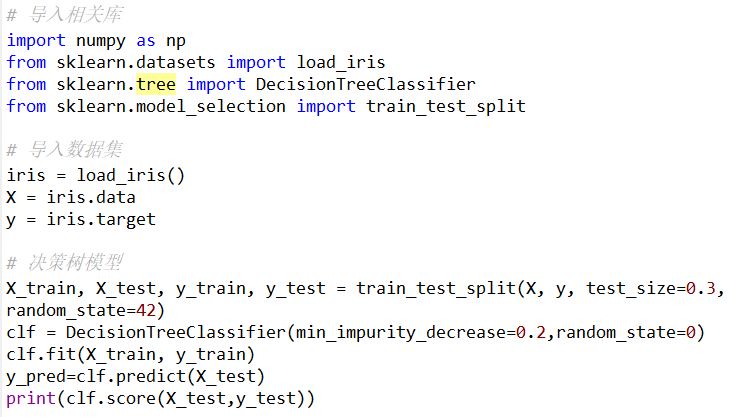 # 导入相关库
import numpy as np
from sklearn.datasets import load_iris
from sklearn.tree import DecisionTreeClassifier
from sklearn.model_selection import train_test_split
# 导入数据集
iris = load_iris()
X = iris.data
y = iris.target
# 决策树模型
X_train, X_test, y_train, y_test = train_test_split(X, y, test_size=0.3,
random_state=42)
clf = DecisionTreeClassifier(min_impurity_decrease=0.2,random_state=0)
clf.fit(X_train, y_train)
y_pred=clf.predict(X_test)
print(clf.score(X_test,y_test))